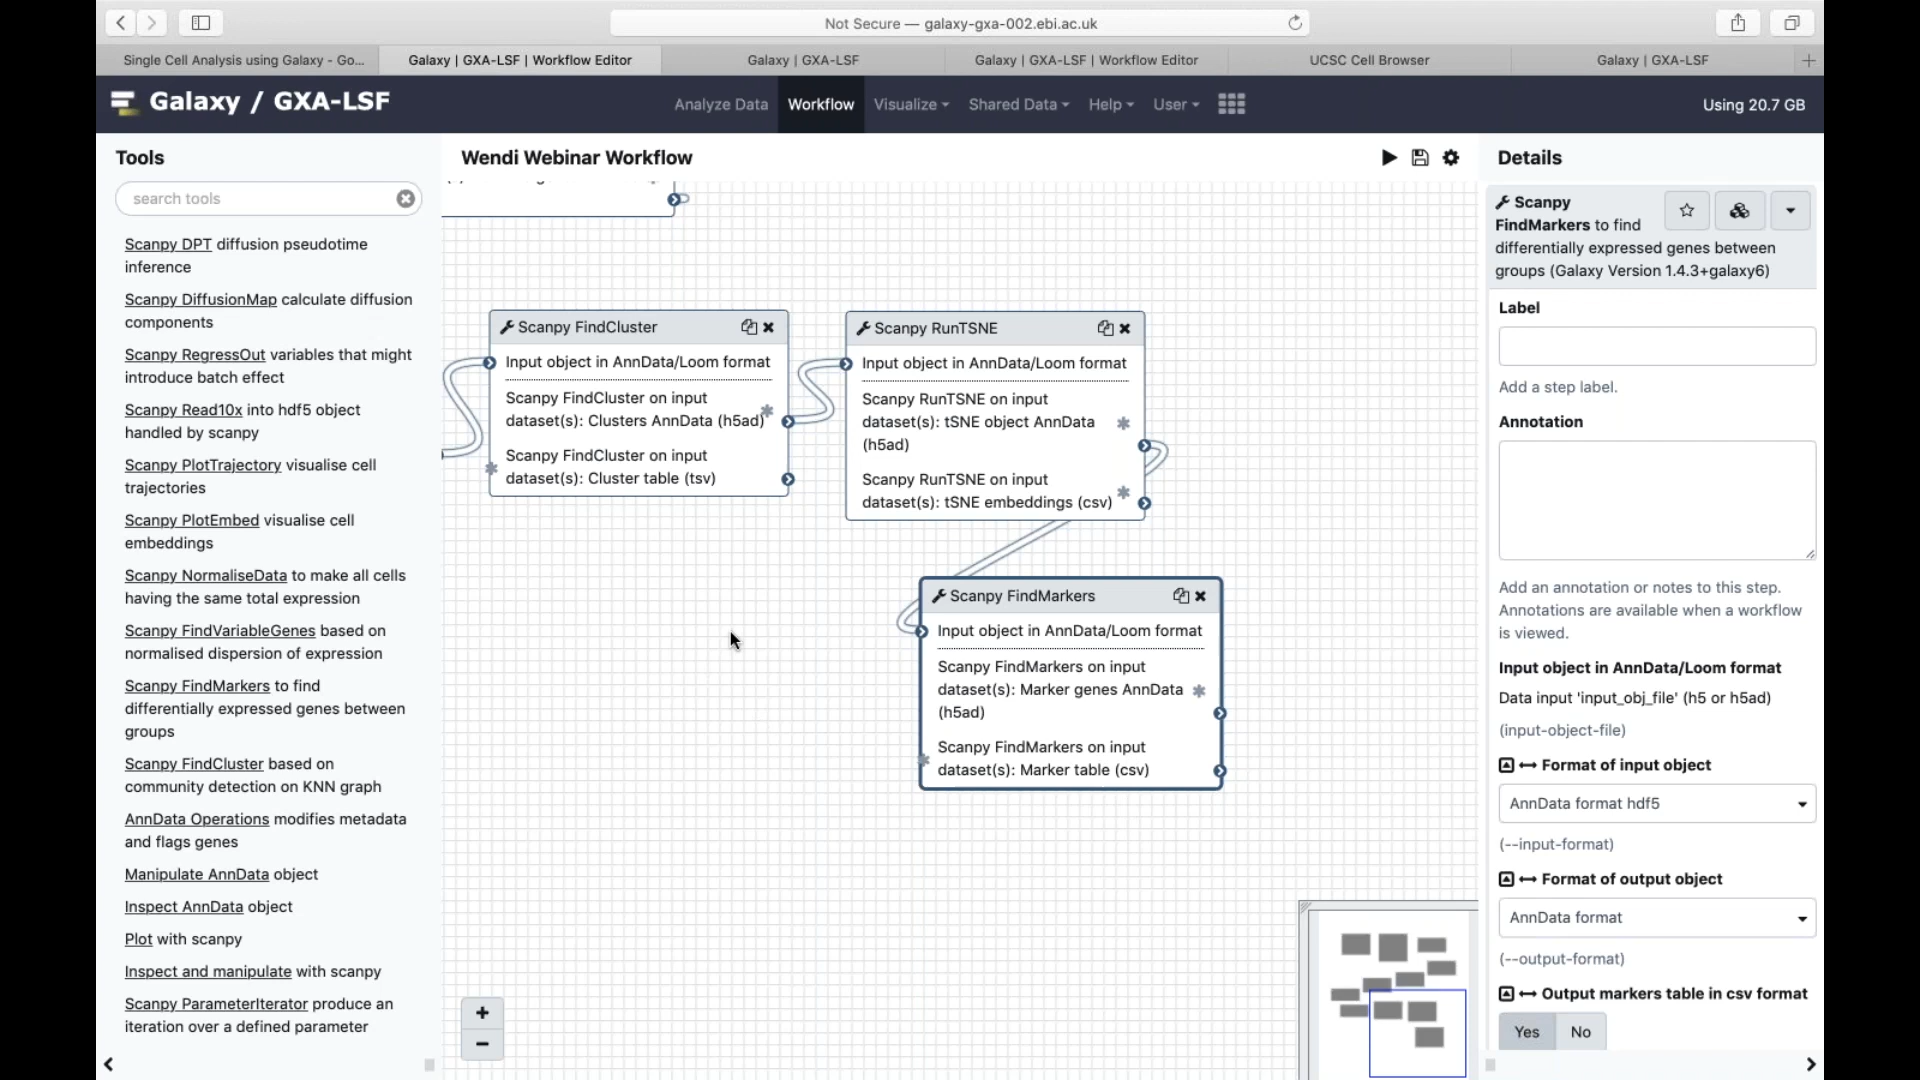 Not Secure — galaxy-gxa-002.ebi.ac.uk
Single Cell Analysis using Galaxy - Go...
Galaxy | GXA-LSF | Workflow Editor
Galaxy | GXA-LSF
Galaxy | GXA-LSF | Workflow Editor
UCSC Cell Browser
Galaxy | GXA-LSF
Galaxy / GXA-LSF
Analyze Data
Workflow
Visualize
Shared Data
Help
User
Using 20.7 GB
Tools
search tools
Scanpy DPT diffusion pseudotime
inference
Scanpy DiffusionMap calculate diffusion
components
Scanpy RegressOut variables that might
introduce batch effect
Scanpy Read10x into hdf5 object
handled by scanpy
Scanpy PlotTrajectory visualise cell
trajectories
Scanpy PlotEmbed visualise cell
embeddings
Scanpy NormaliseData to make all cells
having the same total expression
Scanpy FindVariableGenes based on
normalised dispersion of expression
Scanpy FindMarkers to find
differentially expressed genes between
groups
Scanpy FindCluster based on
community detection on KNN graph
AnnData Operations modifies metadata
and flags genes
Manipulate AnnData object
Inspect AnnData object
Plot with scanpy
Inspect and manipulate with scanpy
Scanpy ParameterIterator produce an
iteration over a defined parameter
Wendi Webinar Workflow
Scanpy FindCluster
Input object in AnnData/Loom format
Scanpy FindCluster on input
dataset(s): Clusters AnnData (h5ad)
Scanpy FindCluster on input
dataset(s): Cluster table (tsv)
Scanpy RunTSNE
Input object in AnnData/Loom format
Scanpy RunTSNE on input
dataset(s): tSNE object AnnData
(h5ad)
Scanpy RunTSNE on input
dataset(s): tSNE embeddings (csv)
Scanpy FindMarkers
Input object in AnnData/Loom format
Scanpy FindMarkers on input
dataset(s): Marker genes AnnData
(h5ad)
Scanpy FindMarkers on input
dataset(s): Marker table (csv)
Details
Scanpy
FindMarkers to find
differentially expressed genes between
groups (Galaxy Version 1.4.3+galaxy6)
Label
Add a step label.
Annotation
Add an annotation or notes to this step.
Annotations are available when a workflow
is viewed.
Input object in AnnData/Loom format
Data input 'input_obj_file' (h5 or h5ad)
(input-object-file)
Format of input object
AnnData format hdf5
(--input-format)
Format of output object
AnnData format
(--output-format)
Output markers table in csv format
Yes
No